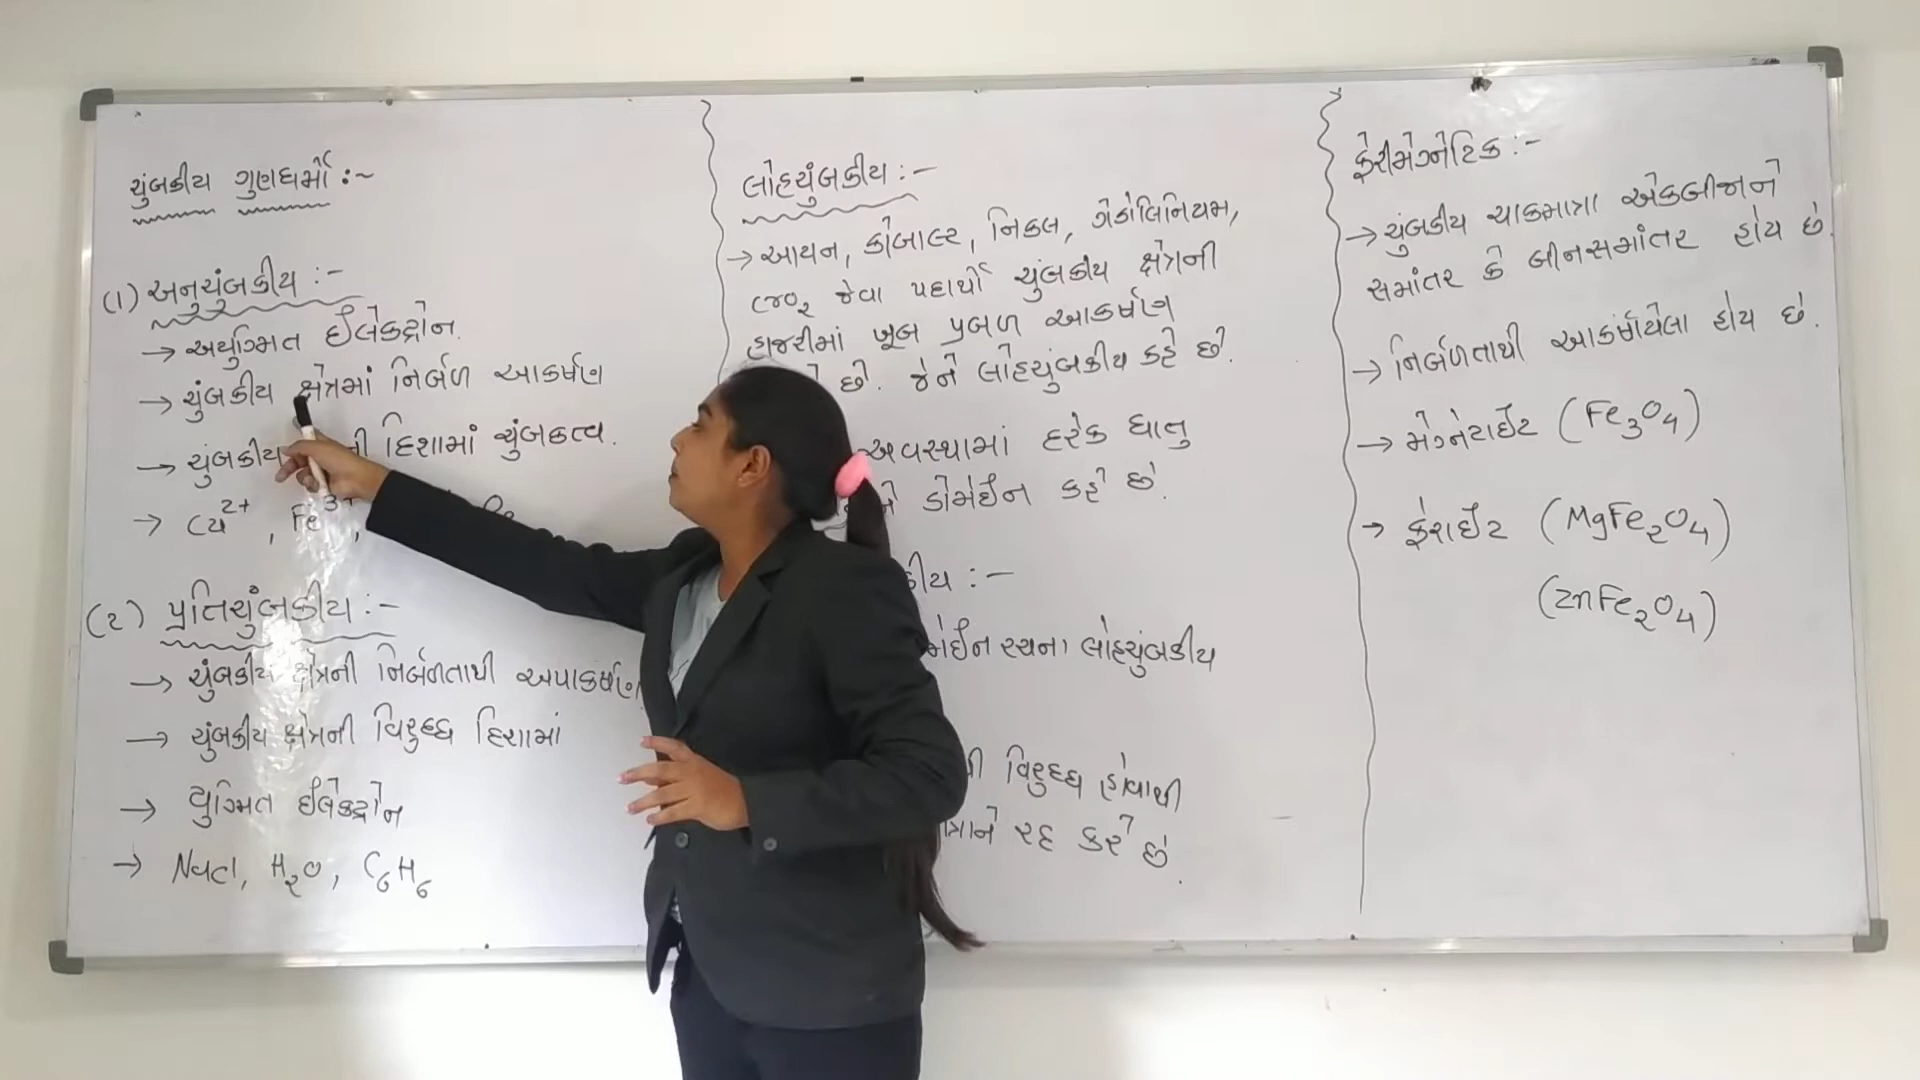 ચુંબકીય ગુણધર્મો :~
(1) અનુચુંબકીય :-
→ અયુગ્મિત ઈલેક્ટ્રોન.
→ ચુંબકીય ક્ષેત્રમાં નિર્બળ આકર્ષણ
→ ચુંબકીય ની દિશામાં ચુંબકત્વ.
→ Cu²⁺, Fe³⁺,
(૨) પ્રતિચુંબકીય :-
→ ચુંબકીય ક્ષેત્રની નિર્બળતાથી અપાકર્ષણ
→ ચુંબકીય ક્ષેત્રની વિરુધ્ધ દિશામાં
→ યુગ્મિત ઈલેક્ટ્રોન
→ Nacl, H₂O, C₆H₆
લોહચુંબકીય :-
→ આયન, કોબાલ્ટ, નિકલ, ગેડોલિનિયમ,
CrO₂ જેવા પદાર્થો ચુંબકીય ક્ષેત્રની
હાજરીમાં ખૂબ પ્રબળ આકર્ષણ
છે. જેને લોહચુંબકીય કહે છે.
અવસ્થામાં દરેક ધાતુ
ને ડોમેઈન કહે છે.
કીય :-
મેઈન રચના લોહચુંબકીય
ની વિરુધ્ધ હોવાથી
ત્રાને રદ કરે છે.
ફેરીમેગ્નેટિક :-
→ ચુંબકીય ચાકમાત્રા એકબીજાને
સમાંતર કે બીનસમાંતર હોય છે.
→ નિર્બળતાથી આકર્ષાયેલા હોય છે.
→ મેગ્નેટાઈટ (Fe₃O₄)
→ ફેરાઈટ (MgFe₂O₄)
(ZnFe₂O₄)